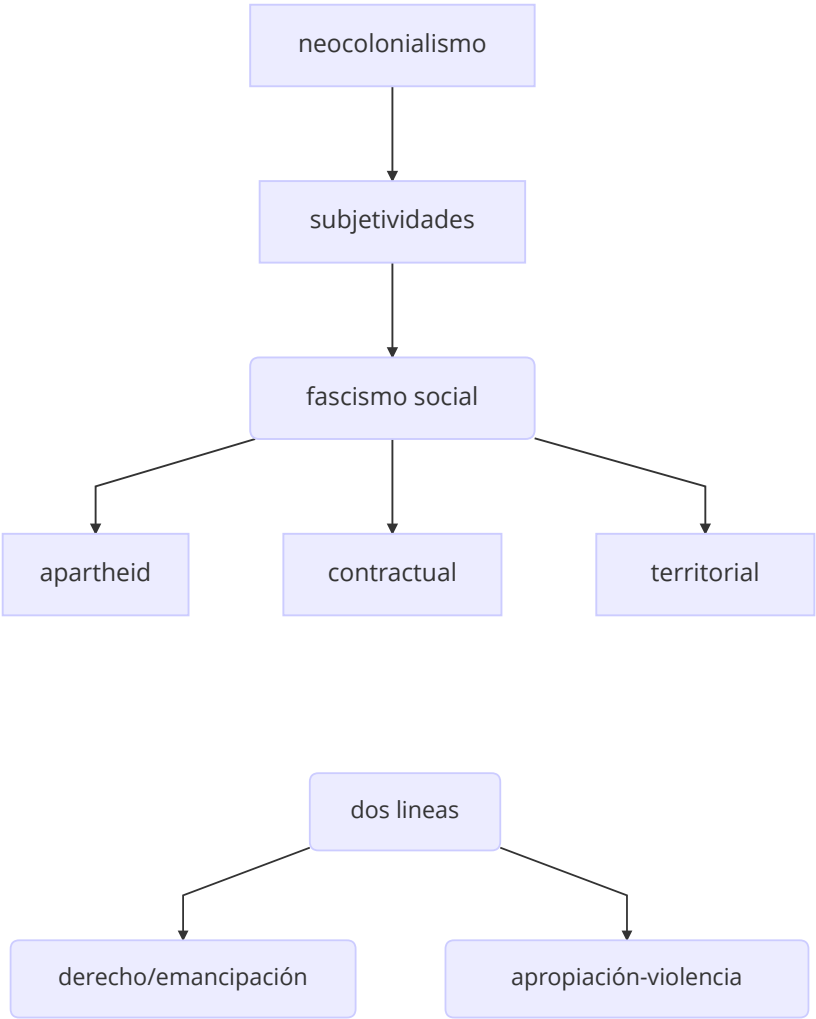 neocolonialismo
subjetividades
fascismo social
apartheid
contractual
territorial
dos lineas
derecho/emancipación
apropiación-violencia